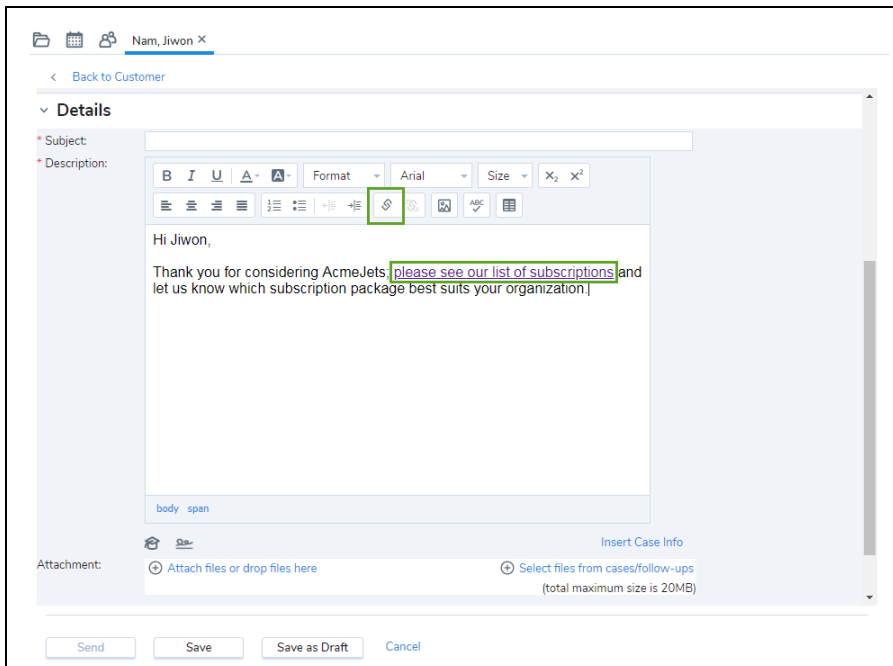 Nam, Jiwon ×
< Back to Customer
Details
* Subject:
* Description:
B I U A A Format Arial Size X₂ X²
ABC
Hi Jiwon,
Thank you for considering AcmeJets; please see our list of subscriptions and
let us know which subscription package best suits your organization.
body span
Insert Case Info
Attachment: Attach files or drop files here Select files from cases/follow-ups
(total maximum size is 20MB)
Send Save Save as Draft Cancel